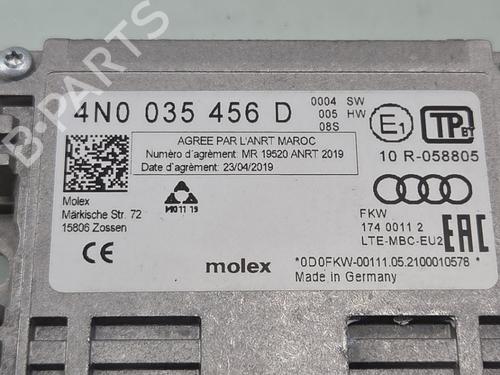 4N0 035 456 D
0004 SW
005 HW
08S
E1
TP BT
10 R-058805
AGREE PAR L'ANRT MAROC
Numéro d'agrément: MR 19520 ANRT 2019
Date d'agrément: 23/04/2019
Molex
Märkische Str. 72
15806 Zossen
FKW
174 0011 2
LTE-MBC-EU2
EAC
CE
molex
*0D0FKW-00111.05.2100010578 *
Made in Germany
B-PARTS